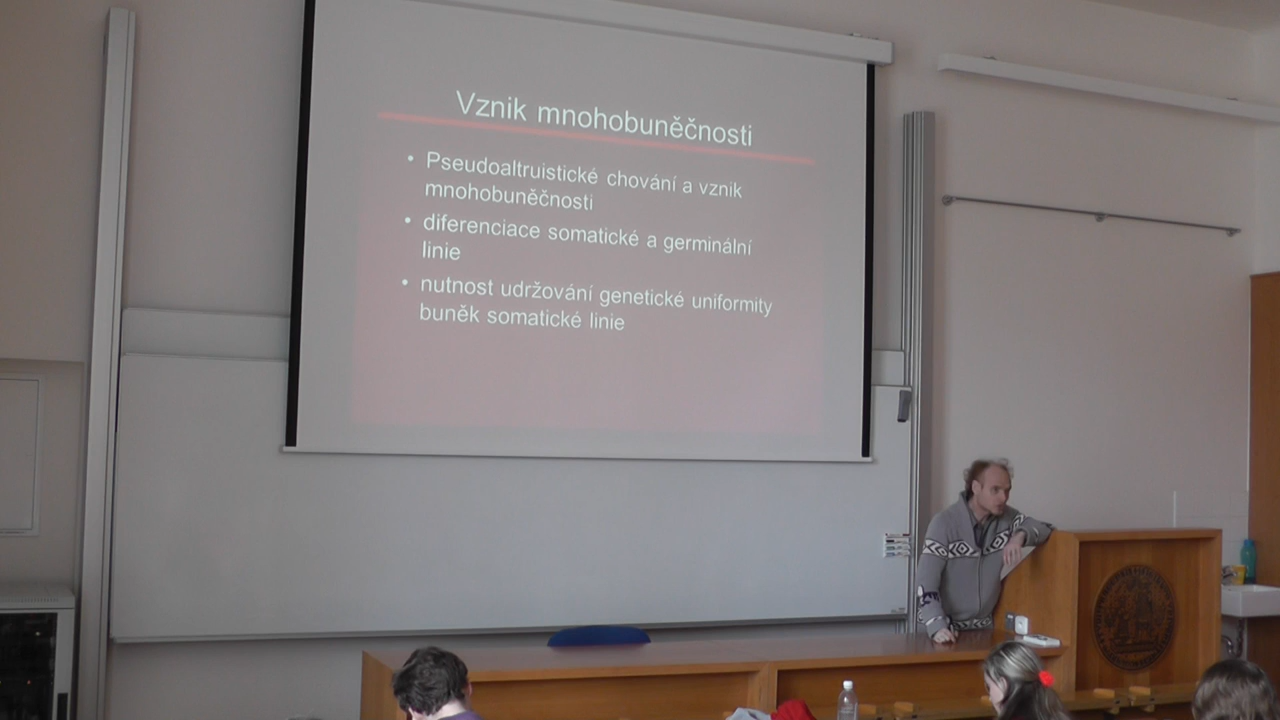 Vznik mnohobuněčnosti
• Pseudoaltruistické chování a vznik
mnohobuněčnosti
• diferenciace somatické a germinální
linie
• nutnost udržování genetické uniformity
buněk somatické linie